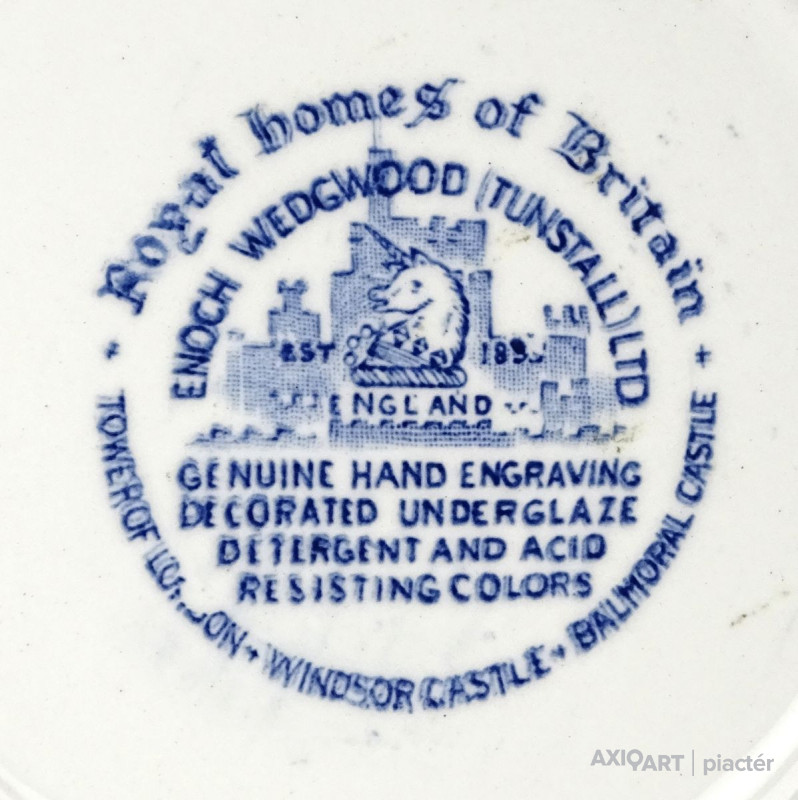 Royal homes of Britain
ENOCH WEDGWOOD (TUNSTALL) LTD
EST
ENGLAND
GENUINE HAND ENGRAVING
DECORATED UNDERGLAZE
DETERGENT AND ACID
RESISTING COLORS
+ TOWER OF LONDON + WINDSOR CASTLE + BALMORAL CASTLE +
AXIOART | piactér